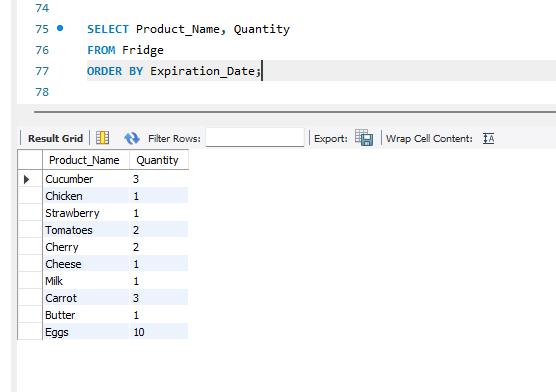 74
75 SELECT Product_Name, Quantity
76 FROM Fridge
77 ORDER BY Expiration_Date;
78
Result Grid Filter Rows: Export: Wrap Cell Content: IA
Product_Name Quantity
Cucumber 3
Chicken 1
Strawberry 1
Tomatoes 2
Cherry 2
Cheese 1
Milk 1
Carrot 3
Butter 1
Eggs 10